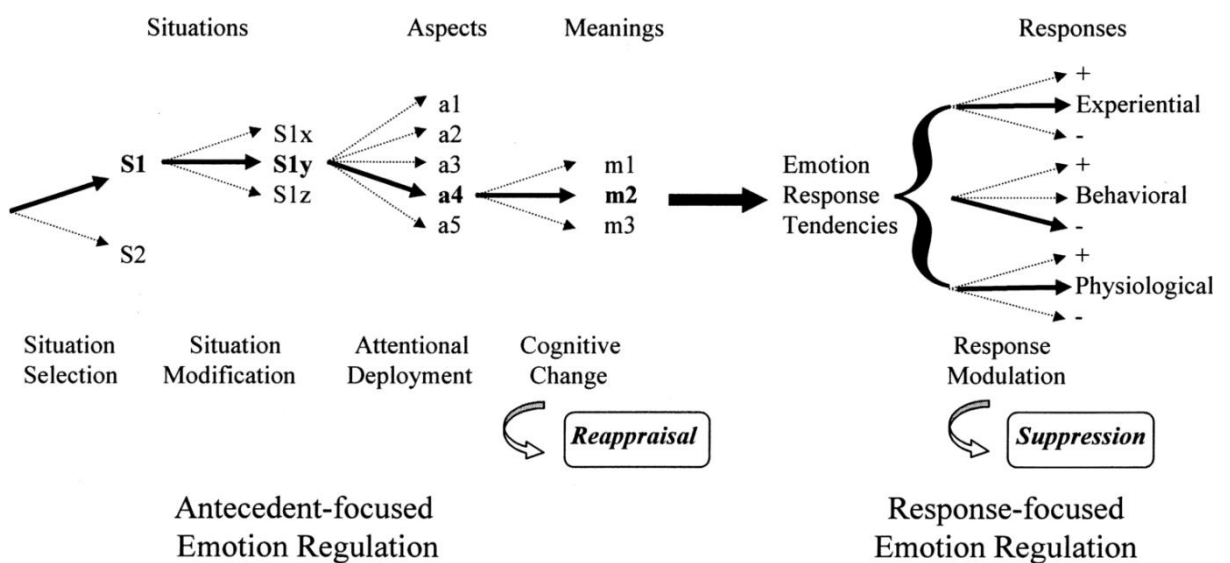 Situations
Aspects
Meanings
Responses
S1
S2
S1x
S1y
S1z
a1
a2
a3
a4
a5
m1
m2
m3
Emotion
Response
Tendencies
+
Experiential
-
+
Behavioral
-
+
Physiological
-
Situation
Selection
Situation
Modification
Attentional
Deployment
Cognitive
Change
Response
Modulation
Reappraisal
Suppression
Antecedent-focused
Emotion Regulation
Response-focused
Emotion Regulation